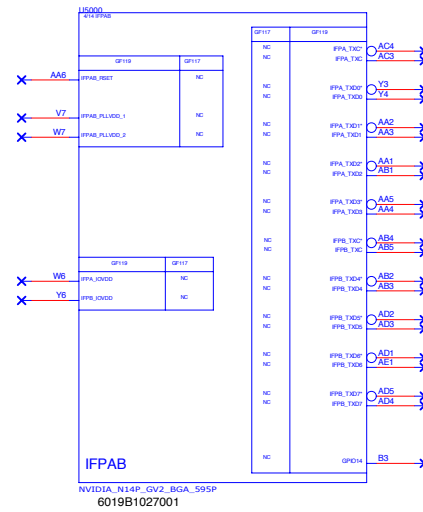 U5000
4/14 IFPAB
GF119 GF117
AA6 IFPAB_RSET NC
V7 IFPAB_PLLVDD_1 NC
W7 IFPAB_PLLVDD_2 NC
GF119 GF117
W6 IFPA_IOVDD NC
Y6 IFPB_IOVDD NC
GF117 GF119
NC IFPA_TXC* AC4
NC IFPA_TXC AC3
NC IFPA_TXD0* Y3
NC IFPA_TXD0 Y4
NC IFPA_TXD1* AA2
NC IFPA_TXD1 AA3
NC IFPA_TXD2* AA1
NC IFPA_TXD2 AB1
NC IFPA_TXD3* AA5
NC IFPA_TXD3 AA4
NC IFPB_TXC* AB4
NC IFPB_TXC AB5
NC IFPB_TXD4* AB2
NC IFPB_TXD4 AB3
NC IFPB_TXD5* AD2
NC IFPB_TXD5 AD3
NC IFPB_TXD6* AD1
NC IFPB_TXD6 AE1
NC IFPB_TXD7* AD5
NC IFPB_TXD7 AD4
NC GPIO14 B3
IFPAB
NVIDIA_N14P_GV2_BGA_595P
6019B1027001